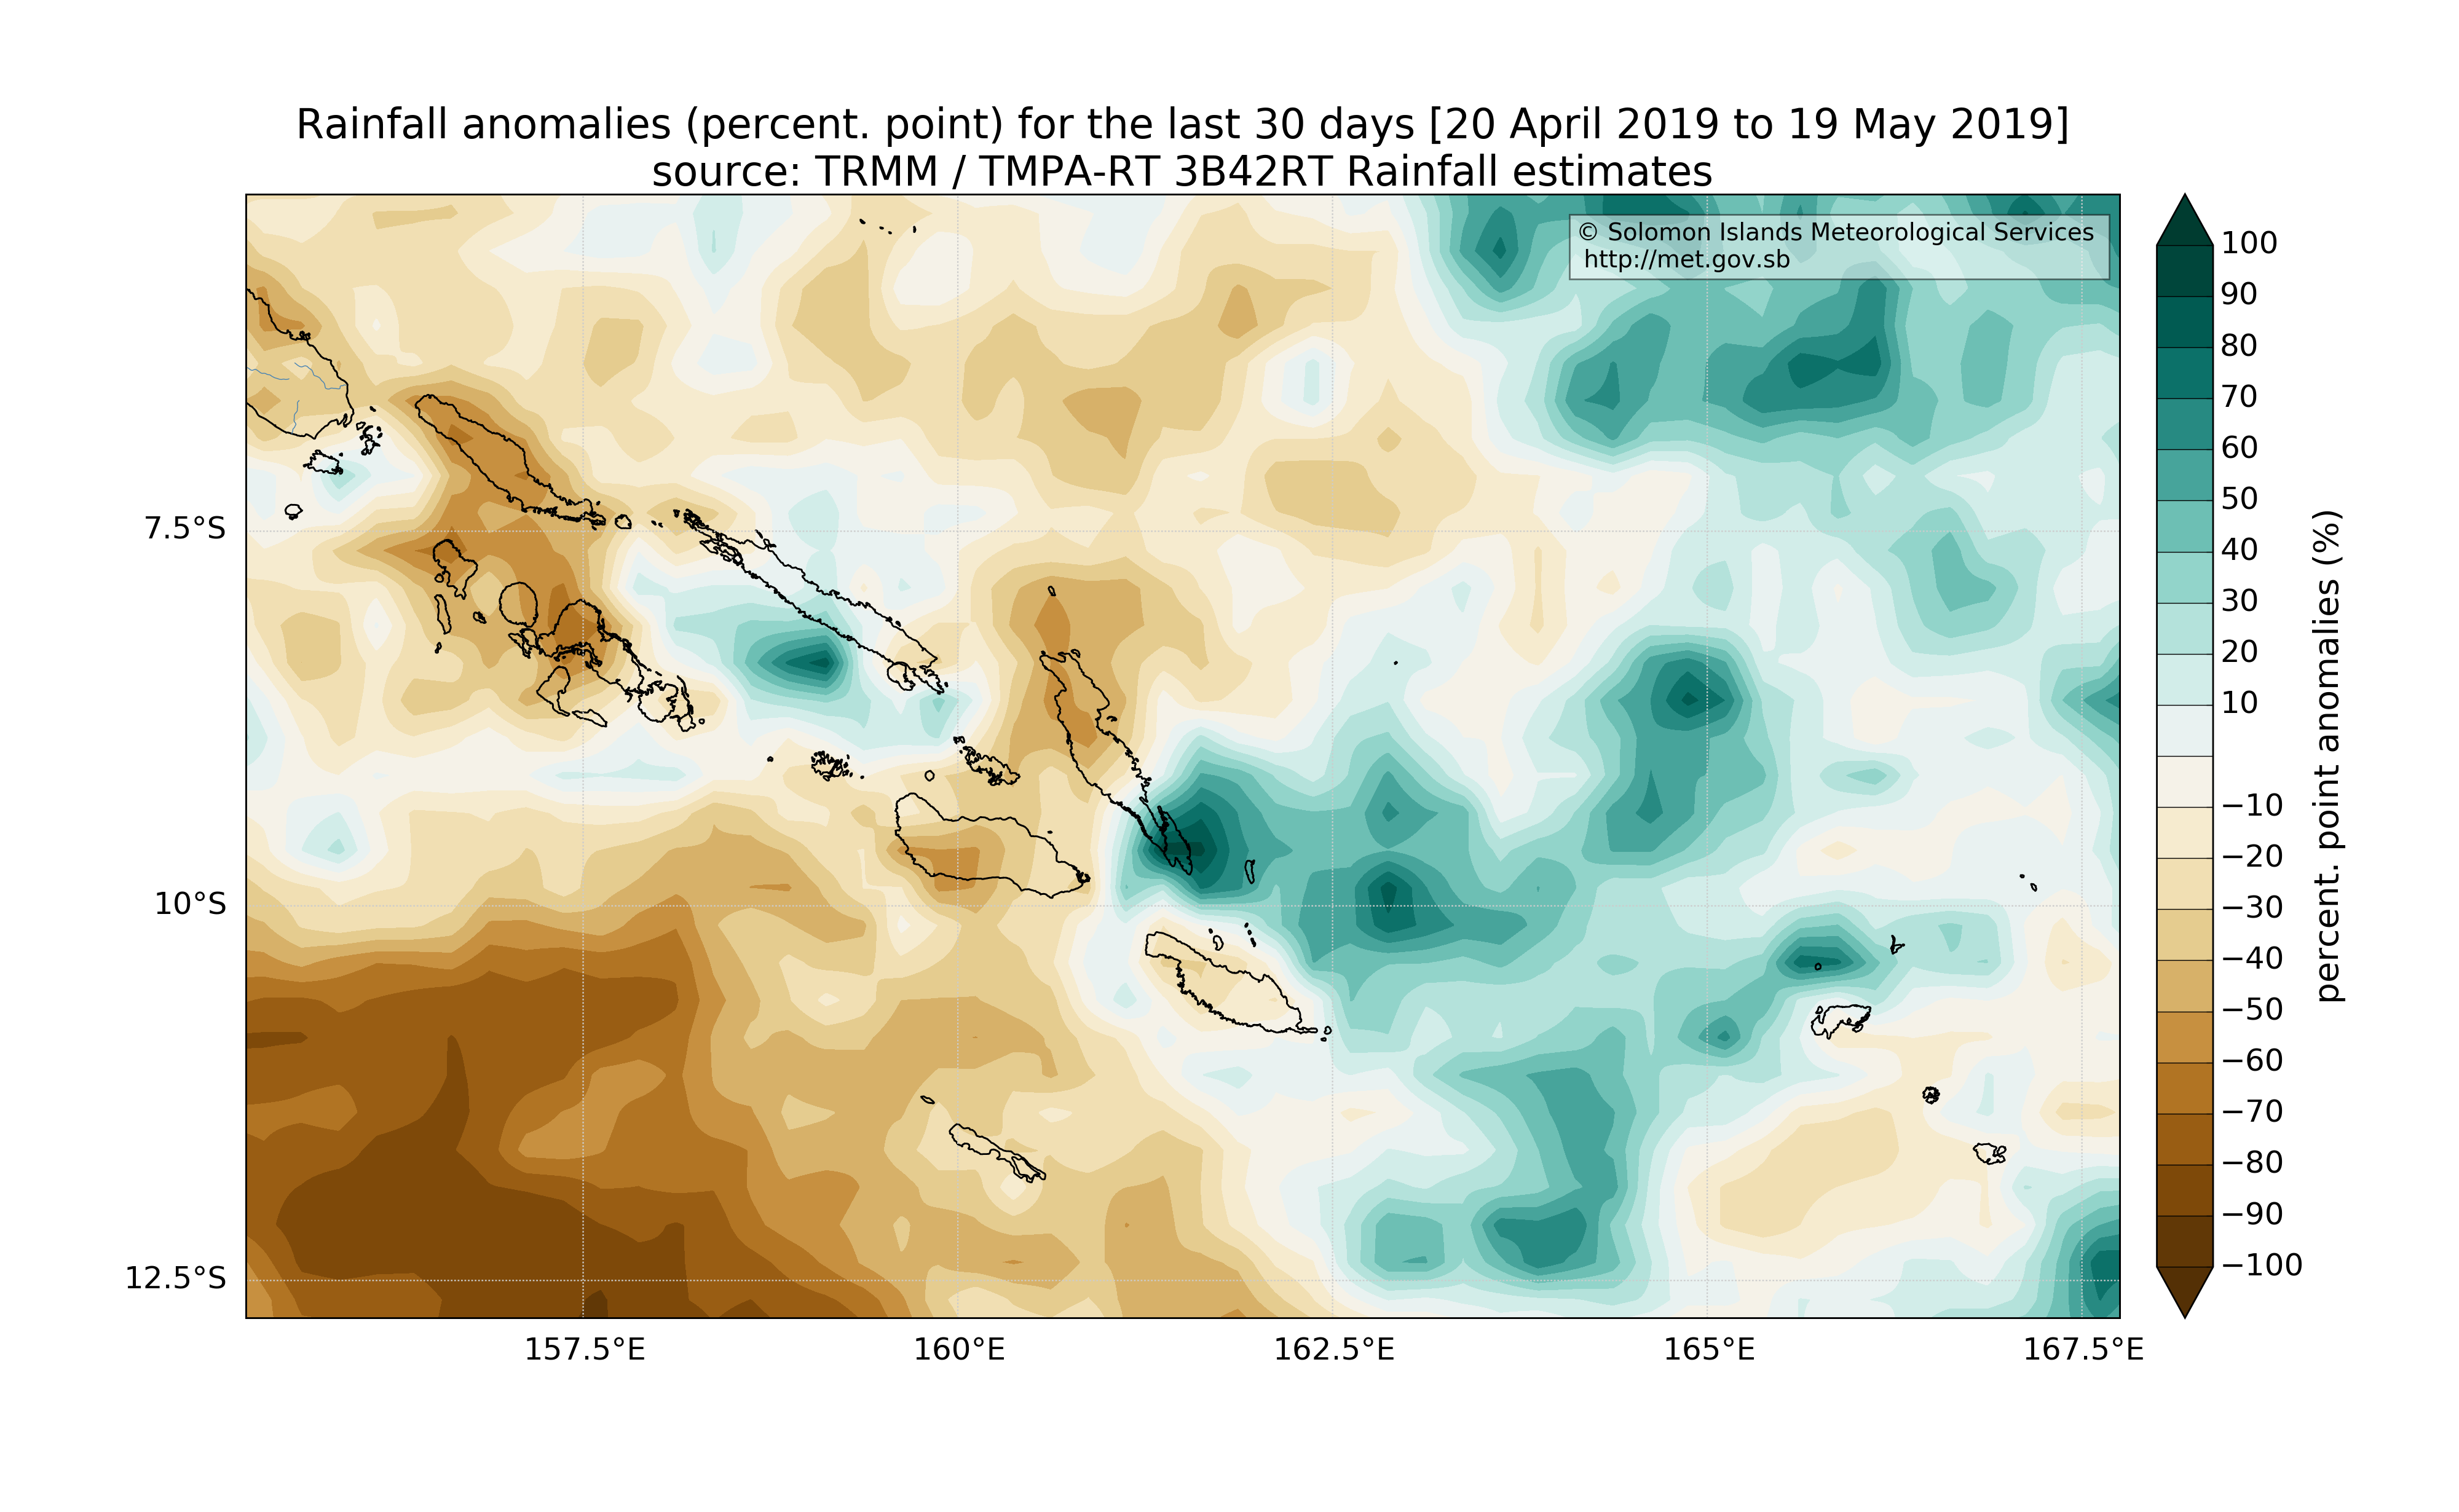 Rainfall anomalies (percent. point) for the last 30 days [20 April 2019 to 19 May 2019]
source: TRMM / TMPA-RT 3B42RT Rainfall estimates
© Solomon Islands Meteorological Services
http://met.gov.sb
7.5°S
10°S
12.5°S
157.5°E
160°E
162.5°E
165°E
167.5°E
100
90
80
70
60
50
40
30
20
10
−10
−20
−30
−40
−50
−60
−70
−80
−90
−100
percent. point anomalies (%)